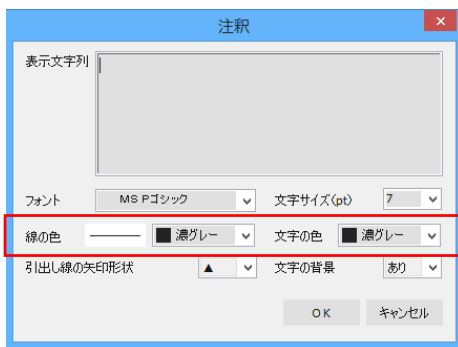 注釈
表示文字列
フォント MS Pゴシック 文字サイズ(pt) 7
線の色 濃グレー 文字の色 濃グレー
引出し線の矢印形状 ▲ 文字の背景 あり
OK キャンセル